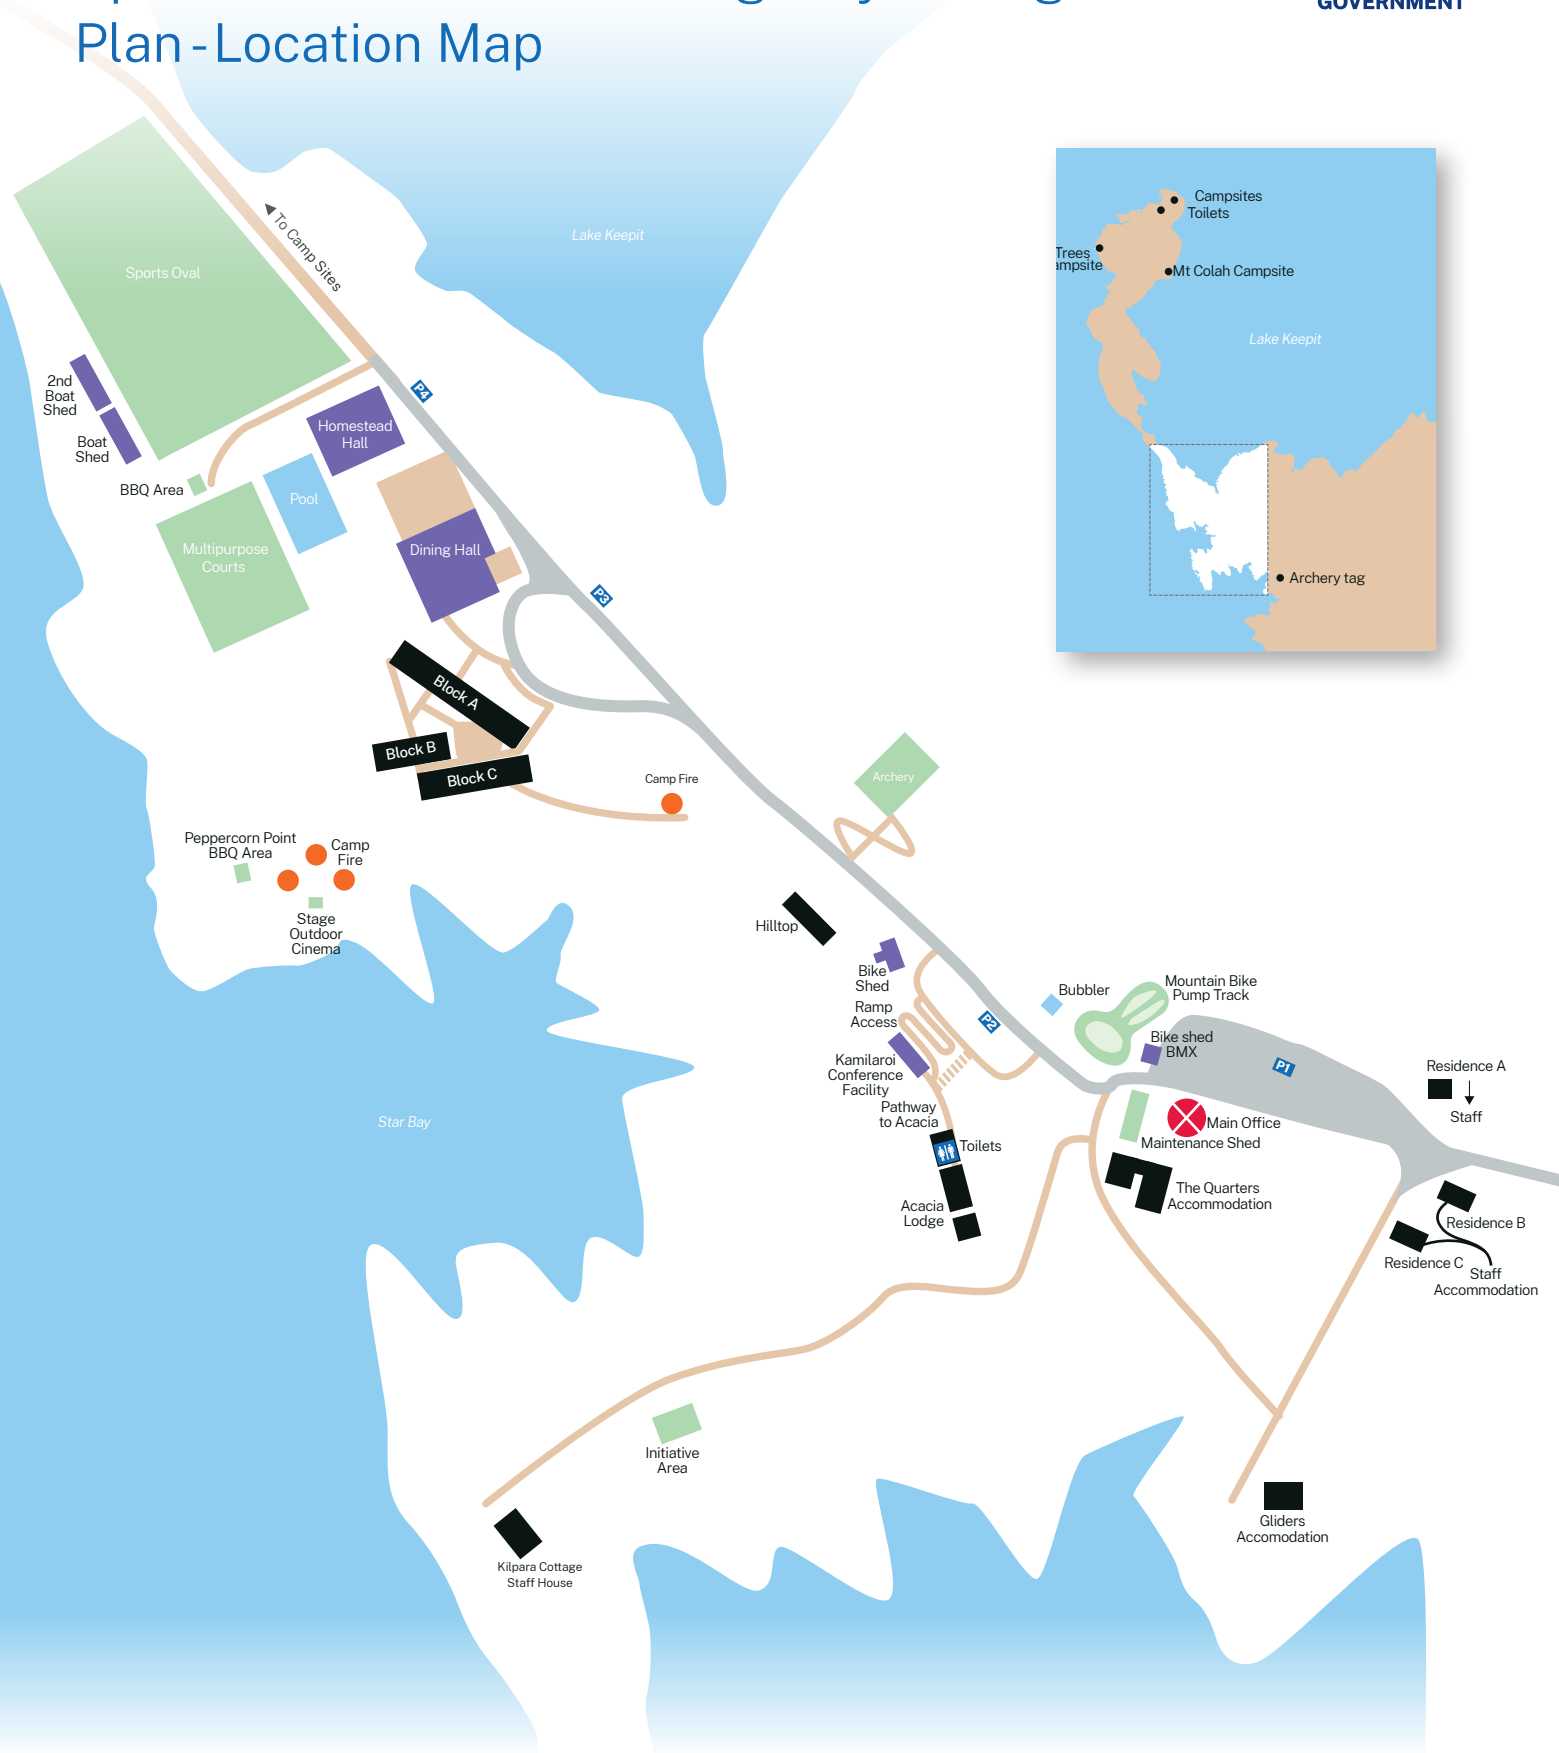 GOVERNMENT
Plan - Location Map
Lake Keepit
To Camp Sites
Sports Oval
P4
2nd
Boat
Shed
Boat
Shed
BBQ Area
Homestead
Hall
Pool
Multipurpose
Courts
Dining Hall
P3
Block A
Block B
Block C
Camp Fire
Archery
Peppercorn Point
BBQ Area
Camp
Fire
Stage
Outdoor
Cinema
Hilltop
Bike
Shed
Ramp
Access
P2
Bubbler
Mountain Bike
Pump Track
Bike shed
BMX
P1
Kamilaroi
Conference
Facility
Pathway
to Acacia
Toilets
Acacia
Lodge
Main Office
Maintenance Shed
The Quarters
Accommodation
Residence A
Staff
Residence B
Residence C
Staff
Accommodation
Star Bay
Initiative
Area
Kilpara Cottage
Staff House
Gliders
Accomodation
Campsites
Toilets
Trees
ampsite
Mt Colah Campsite
Lake Keepit
Archery tag